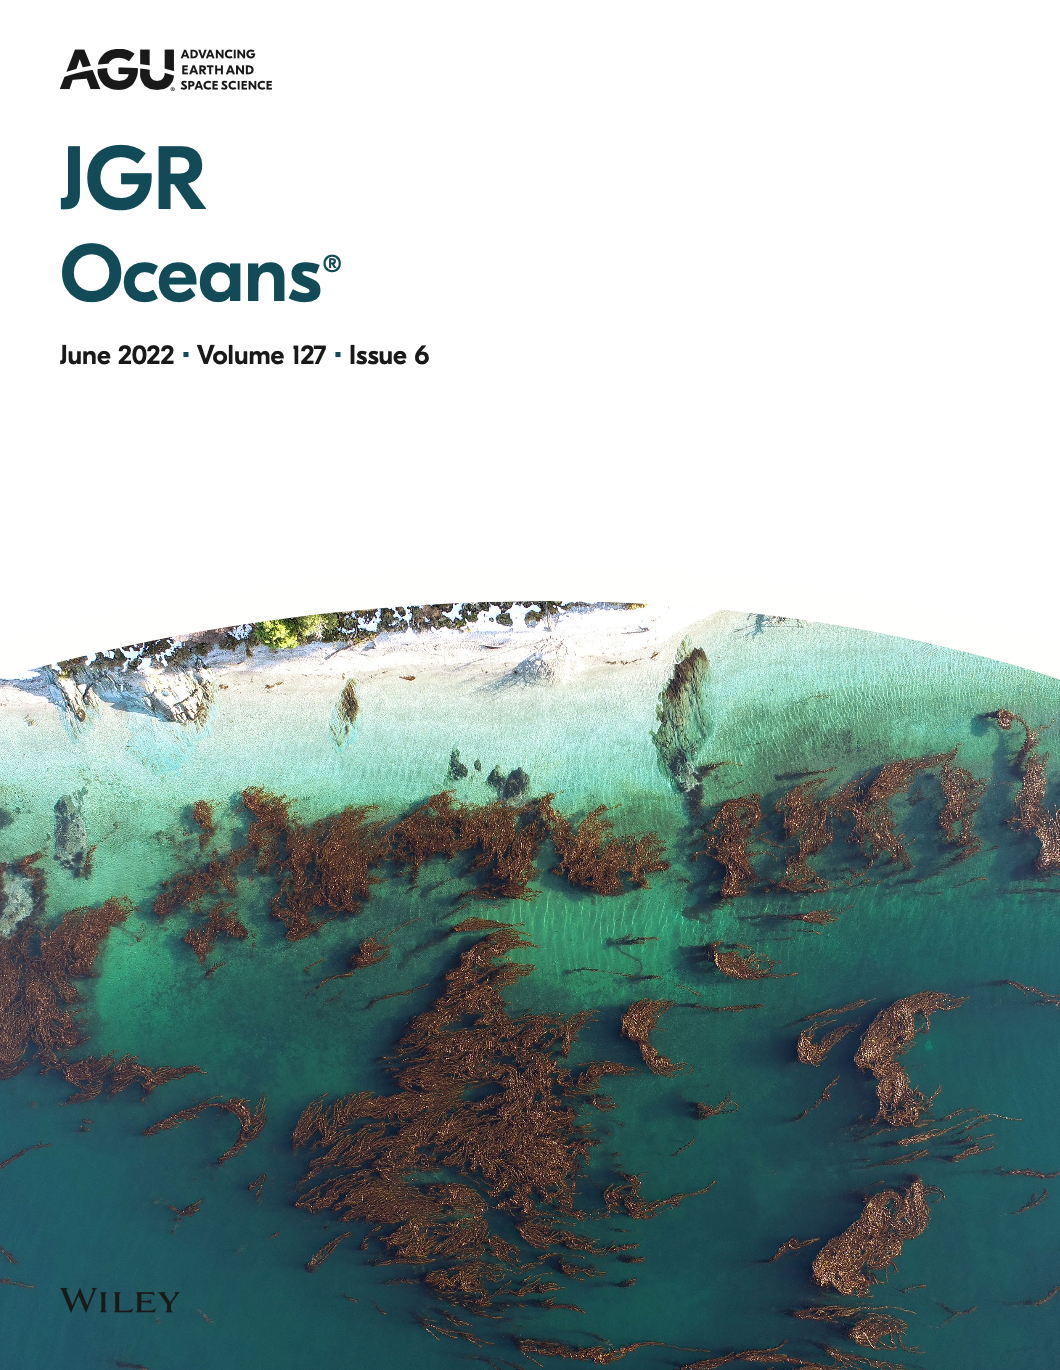 AGU® ADVANCING
EARTH AND
SPACE SCIENCE
JGR
Oceans®
June 2022 ▪ Volume 127 ▪ Issue 6
WILEY